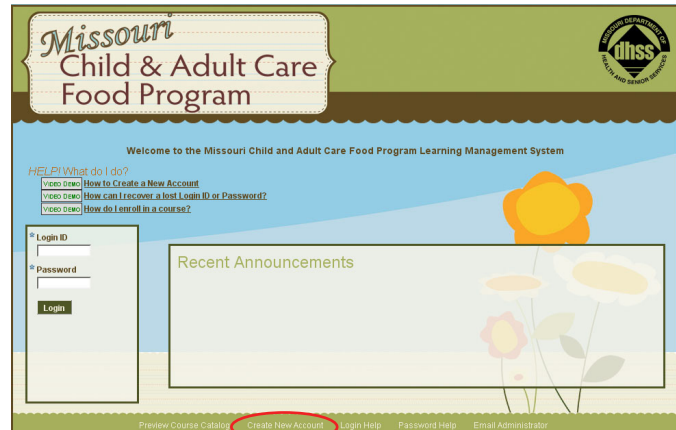 Missouri
Child & Adult Care
Food Program
MISSOURI DEPARTMENT OF
dhss
HEALTH AND SENIOR SERVICES
Welcome to the Missouri Child and Adult Care Food Program Learning Management System
HELP! What do I do?
VIDEO DEMO How to Create a New Account
VIDEO DEMO How can I recover a lost Login ID or Password?
VIDEO DEMO How do I enroll in a course?
* Login ID
* Password
Login
Recent Announcements
Preview Course Catalog Create New Account Login Help Password Help Email Administrator